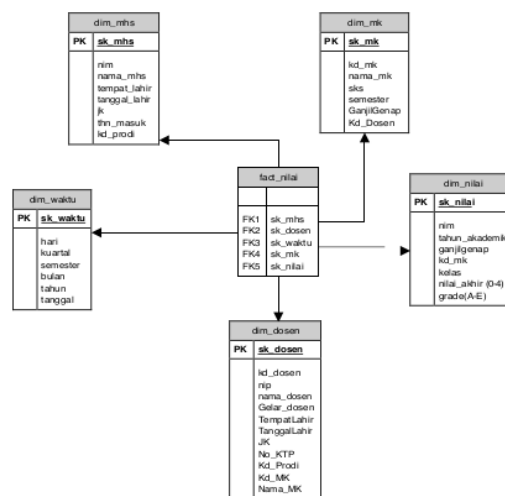 dim_mhs
PK sk_mhs
nim
nama_mhs
tempat_lahir
tanggal_lahir
jk
thn_masuk
kd_prodi
dim_mk
PK sk_mk
kd_mk
nama_mk
sks
semester
GanjilGenap
Kd_Dosen
dim_waktu
PK sk_waktu
hari
kuartal
semester
bulan
tahun
tanggal
fact_nilai
FK1 sk_mhs
FK2 sk_dosen
FK3 sk_waktu
FK4 sk_mk
FK5 sk_nilai
dim_nilai
PK sk_nilai
nim
tahun_akademik
ganjilgenap
kd_mk
kelas
nilai_akhir (0-4)
grade(A-E)
dim_dosen
PK sk_dosen
kd_dosen
nip
nama_dosen
Gelar_dosen
TempatLahir
TanggalLahir
JK
No_KTP
Kd_Prodi
Kd_MK
Nama_MK